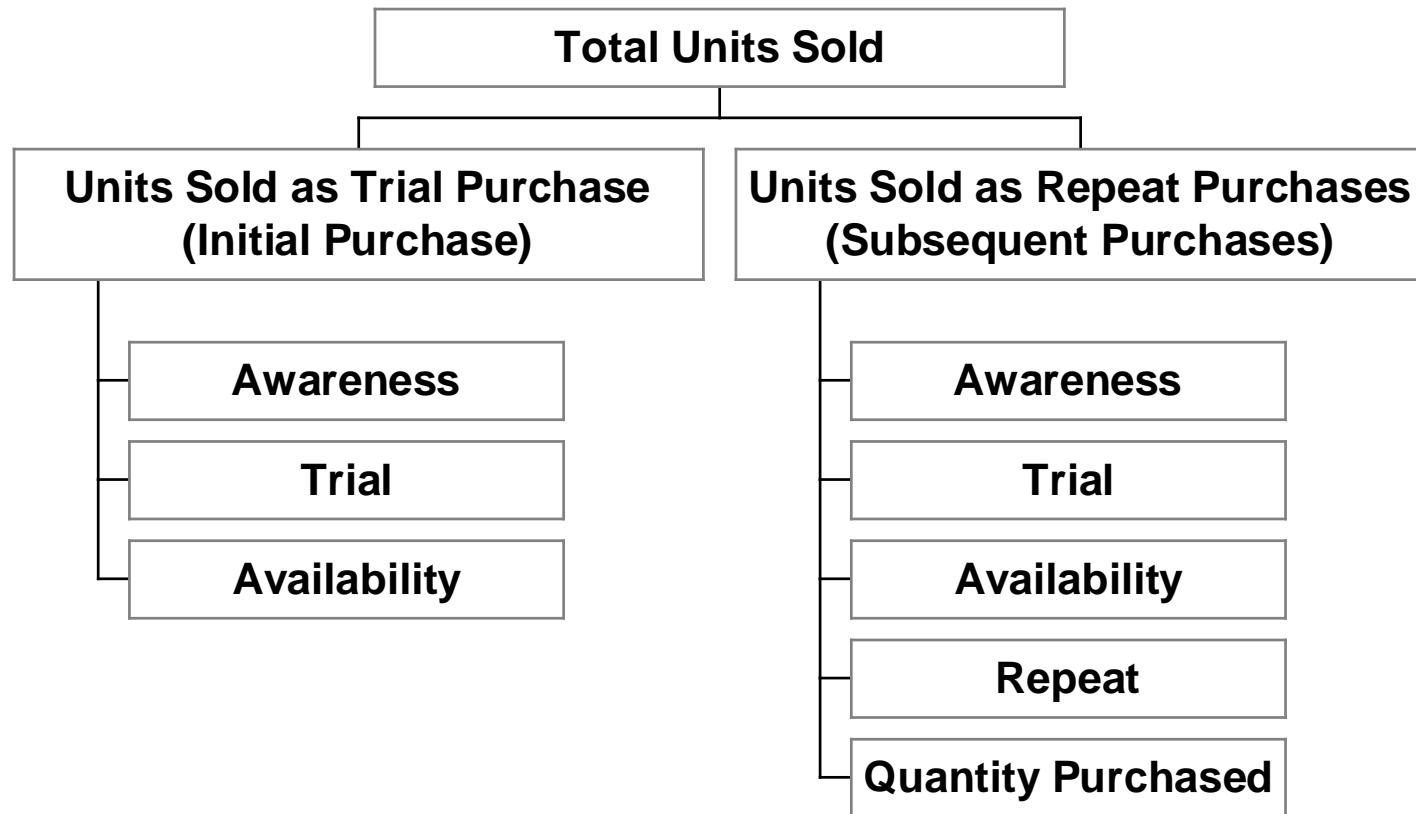 Total Units Sold
Units Sold as Trial Purchase
(Initial Purchase)
Awareness
Trial
Availability
Units Sold as Repeat Purchases
(Subsequent Purchases)
Awareness
Trial
Availability
Repeat
Quantity Purchased